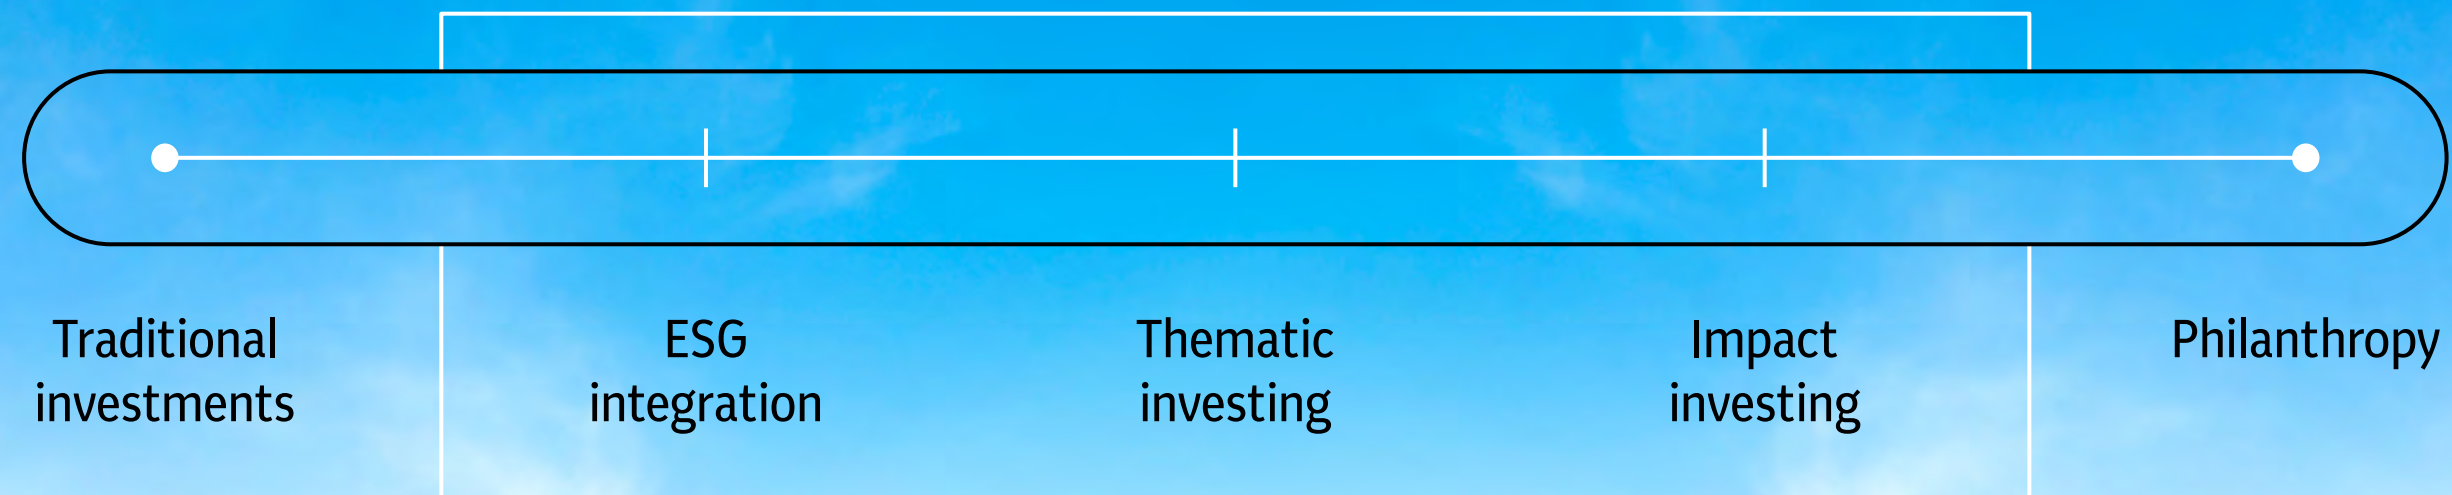 Traditional
investments
ESG
integration
Thematic
investing
Impact
investing
Philanthropy